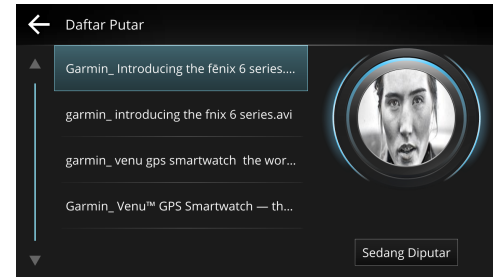 Daftar Putar
Garmin_ Introducing the fēnix 6 series....
garmin_ introducing the fnix 6 series.avi
garmin_ venu gps smartwatch  the wor...
Garmin_ Venu™ GPS Smartwatch — th...
Sedang Diputar